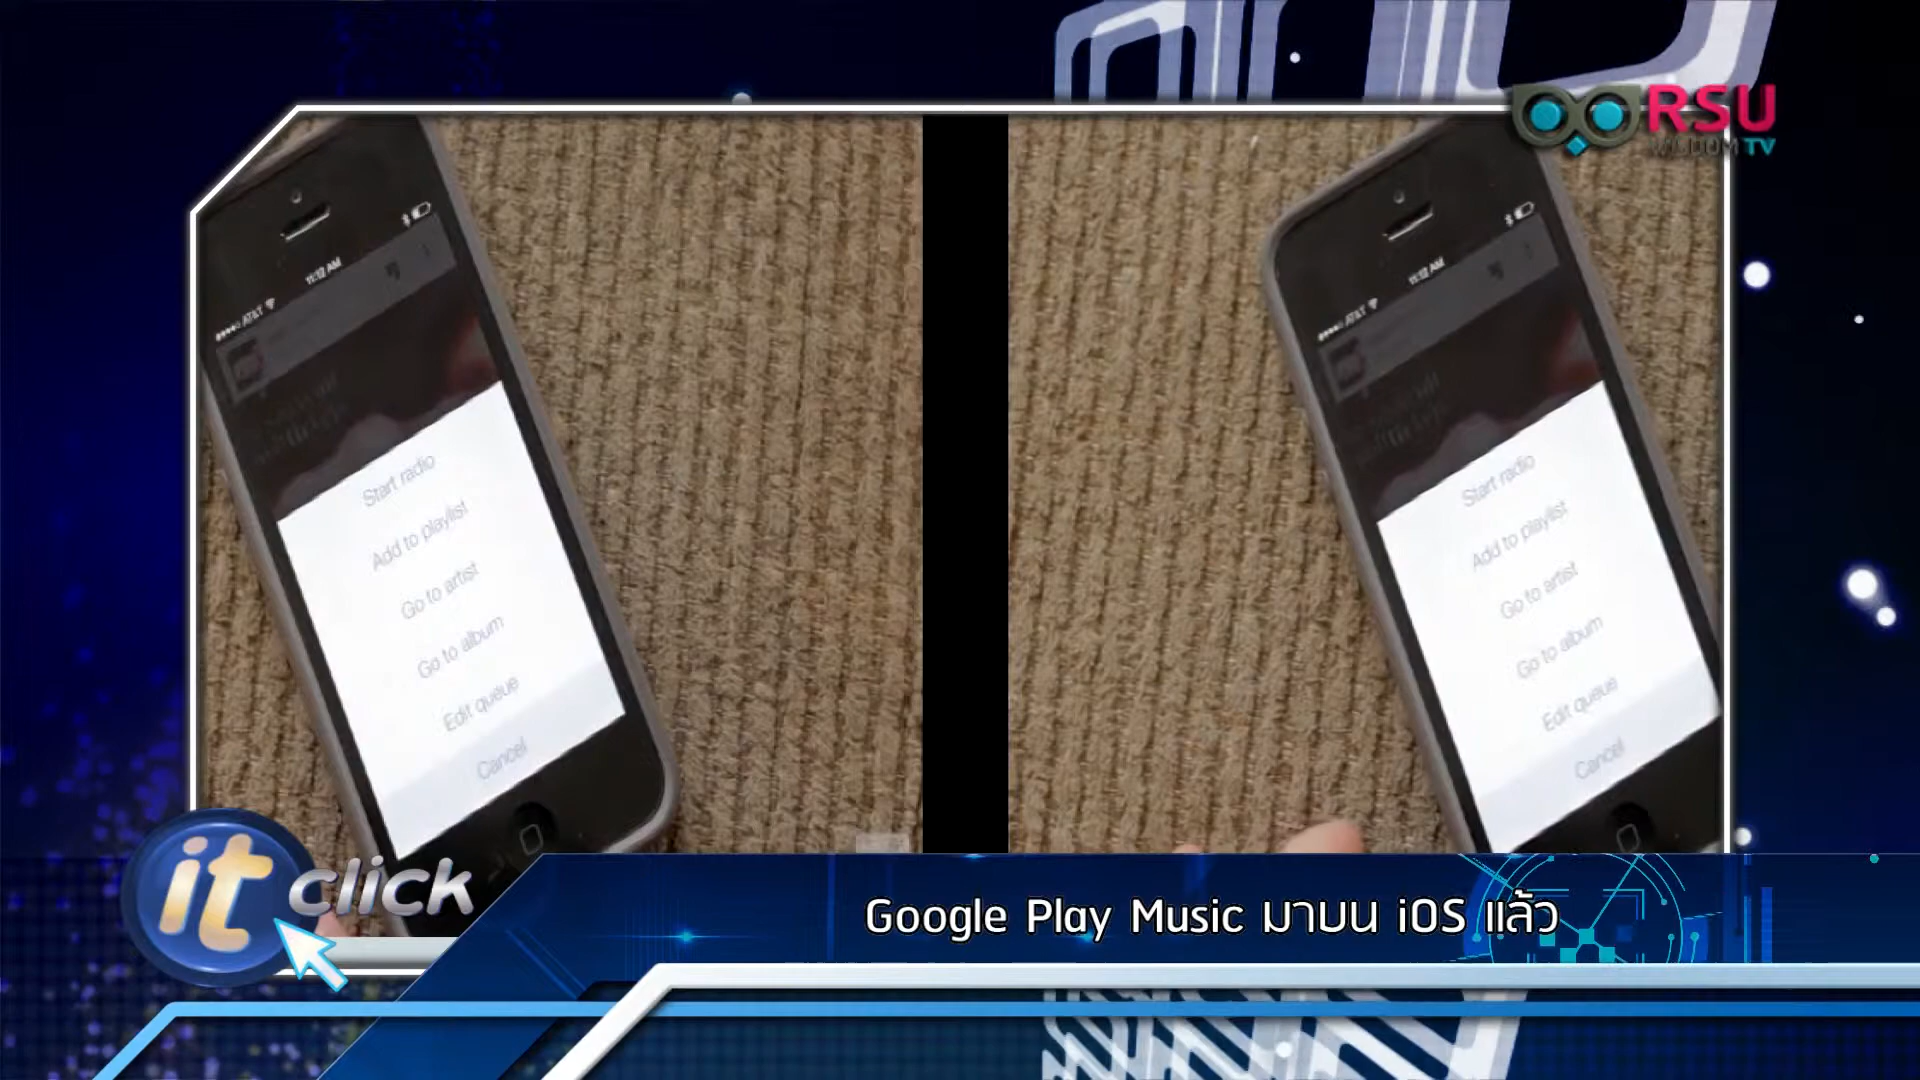 RSU
WISDOM TV
11:12 AM
AT&T
Start radio
Add to playlist
Go to artist
Go to album
Edit queue
Cancel
11:12 AM
AT&T
Start radio
Add to playlist
Go to artist
Go to album
Edit queue
Cancel
it click
Google Play Music มาบน iOS แล้ว